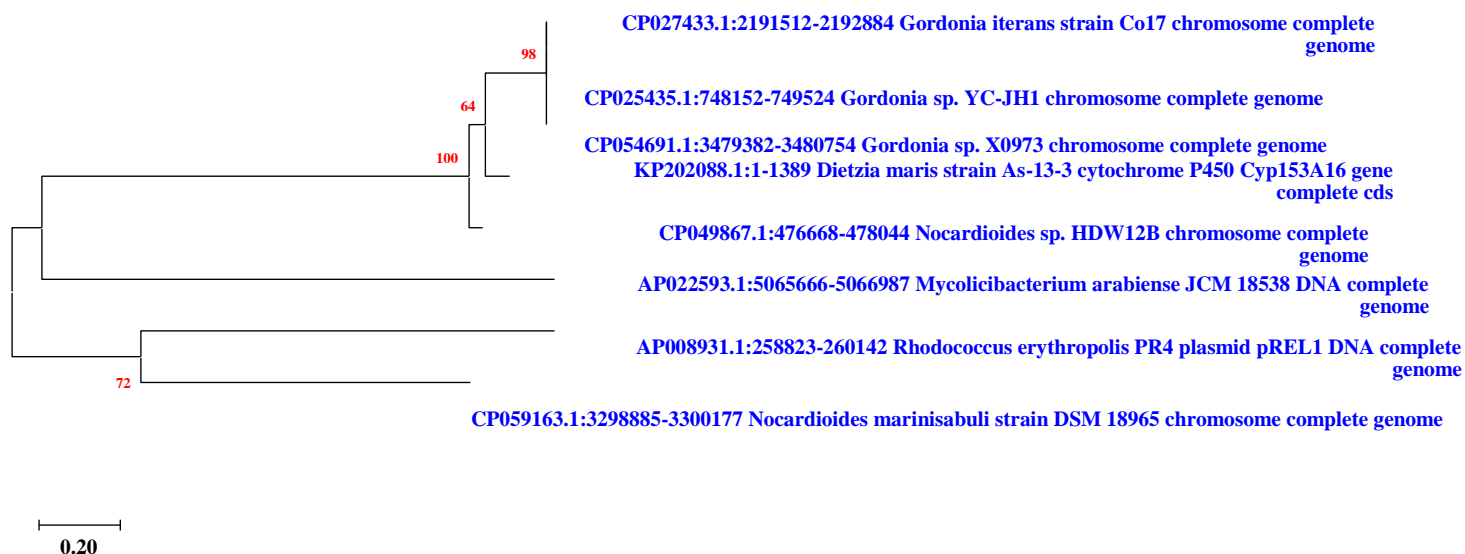 CP027433.1:2191512-2192884 Gordonia iterans strain Co17 chromosome complete
genome
98
CP025435.1:748152-749524 Gordonia sp. YC-JH1 chromosome complete genome
64
CP054691.1:3479382-3480754 Gordonia sp. X0973 chromosome complete genome
100
KP202088.1:1-1389 Dietzia maris strain As-13-3 cytochrome P450 Cyp153A16 gene
complete cds
CP049867.1:476668-478044 Nocardioides sp. HDW12B chromosome complete
genome
AP022593.1:5065666-5066987 Mycolicibacterium arabiense JCM 18538 DNA complete
genome
AP008931.1:258823-260142 Rhodococcus erythropolis PR4 plasmid pREL1 DNA complete
genome
72
CP059163.1:3298885-3300177 Nocardioides marinisabuli strain DSM 18965 chromosome complete genome
0.20